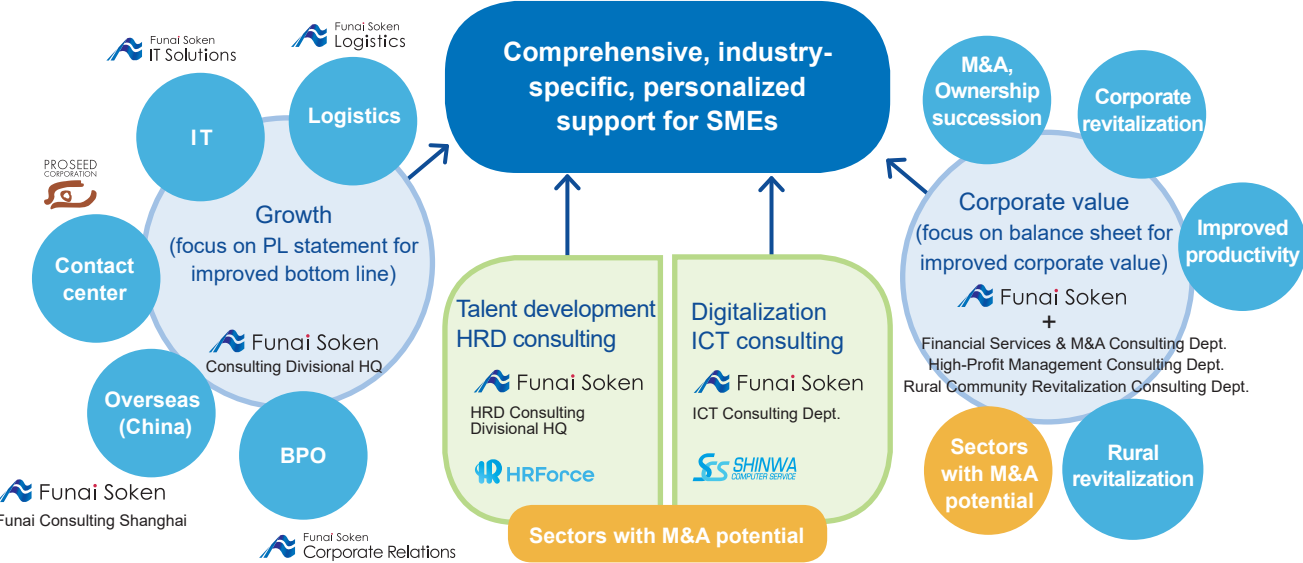 Funai Soken
IT Solutions
Funai Soken
Logistics
IT
Logistics
PROSEED
CORPORATION
Contact
center
Overseas
(China)
BPO
Growth
(focus on PL statement for
improved bottom line)
Funai Soken
Consulting Divisional HQ
Funai Soken
Funai Consulting Shanghai
Funai Soken
Corporate Relations
Comprehensive, industry-
specific, personalized
support for SMEs
Talent development
HRD consulting
Funai Soken
HRD Consulting
Divisional HQ
HRForce
Digitalization
ICT consulting
Funai Soken
ICT Consulting Dept.
SHINWA
COMPUTER SERVICE
Sectors with M&A potential
M&A,
Ownership
succession
Corporate
revitalization
Improved
productivity
Corporate value
(focus on balance sheet for
improved corporate value)
Funai Soken
+
Financial Services & M&A Consulting Dept.
High-Profit Management Consulting Dept.
Rural Community Revitalization Consulting Dept.
Sectors
with M&A
potential
Rural
revitalization